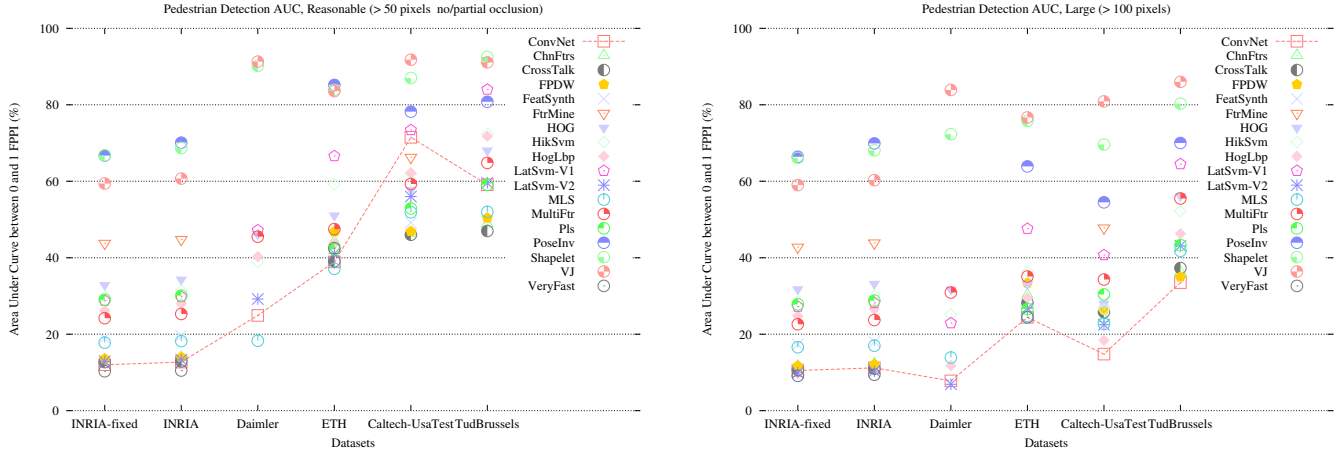 Pedestrian Detection AUC, Reasonable (> 50 pixels no/partial occlusion)
Area Under Curve between 0 and 1 FPPI (%)
100
80
60
40
20
0
ConvNet
ChnFtrs
CrossTalk
FPDW
FeatSynth
FtrMine
HOG
HikSvm
HogLbp
LatSvm-V1
LatSvm-V2
MLS
MultiFtr
Pls
PoseInv
Shapelet
VJ
VeryFast
INRIA-fixed INRIA Daimler ETH Caltech-UsaTest TudBrussels
Datasets
Pedestrian Detection AUC, Large (> 100 pixels)
Area Under Curve between 0 and 1 FPPI (%)
100
80
60
40
20
0
ConvNet
ChnFtrs
CrossTalk
FPDW
FeatSynth
FtrMine
HOG
HikSvm
HogLbp
LatSvm-V1
LatSvm-V2
MLS
MultiFtr
Pls
PoseInv
Shapelet
VJ
VeryFast
INRIA-fixed INRIA Daimler ETH Caltech-UsaTest TudBrussels
Datasets